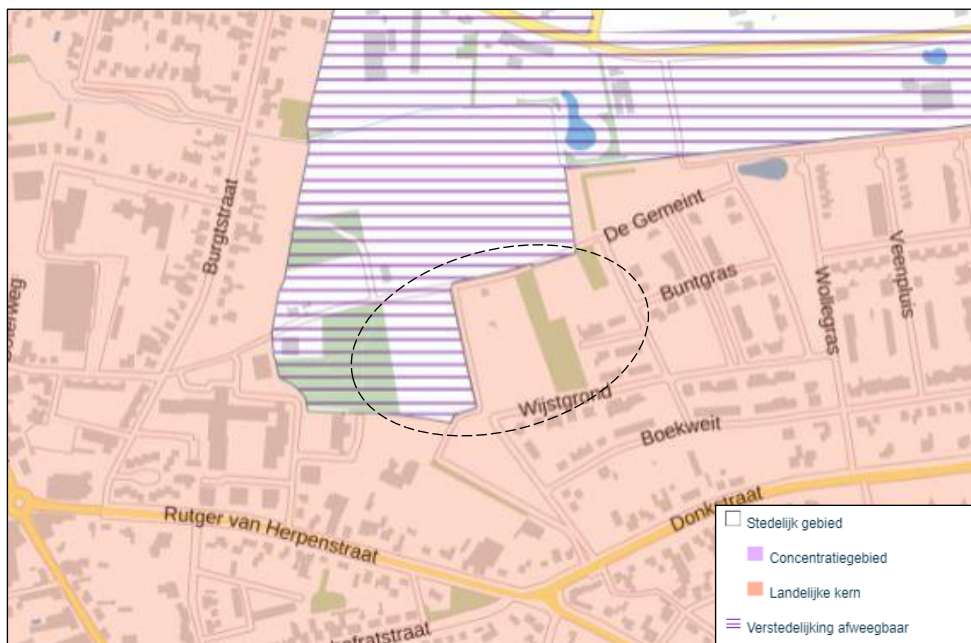 Burgtstraat
De Gemeint
Buntgras
Wollegras
Veenpluis
Wijstgrond
Boekweit
Donkstraat
Rutger van Herpenstraat
Stedelijk gebied
Concentratiegebied
Landelijke kern
Verstedelijking afweegbaar